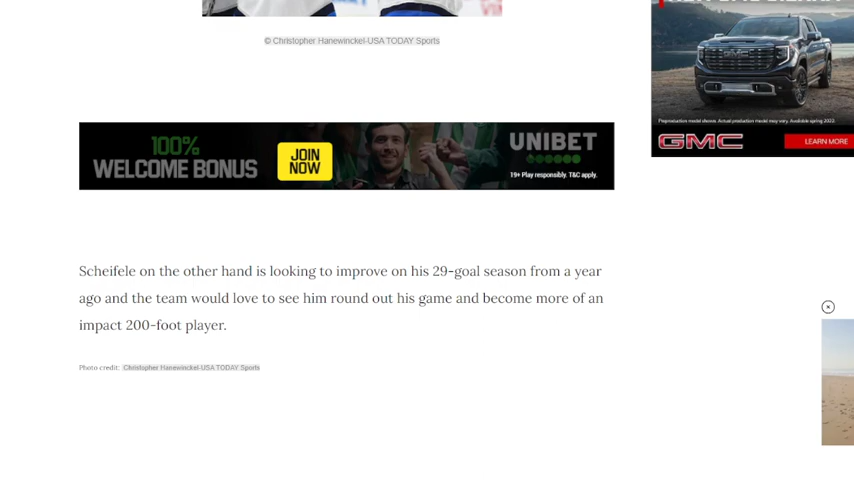 © Christopher Hanewinckel-USA TODAY Sports
Preproduction model shown. Actual production model may vary. Available spring 2022.
GMC
LEARN MORE
100%
WELCOME BONUS
JOIN
NOW
UNIBET
19+ Play responsibly. T&C apply.
Scheifele on the other hand is looking to improve on his 29-goal season from a year
ago and the team would love to see him round out his game and become more of an
impact 200-foot player.
Photo credit: Christopher Hanewinckel-USA TODAY Sports